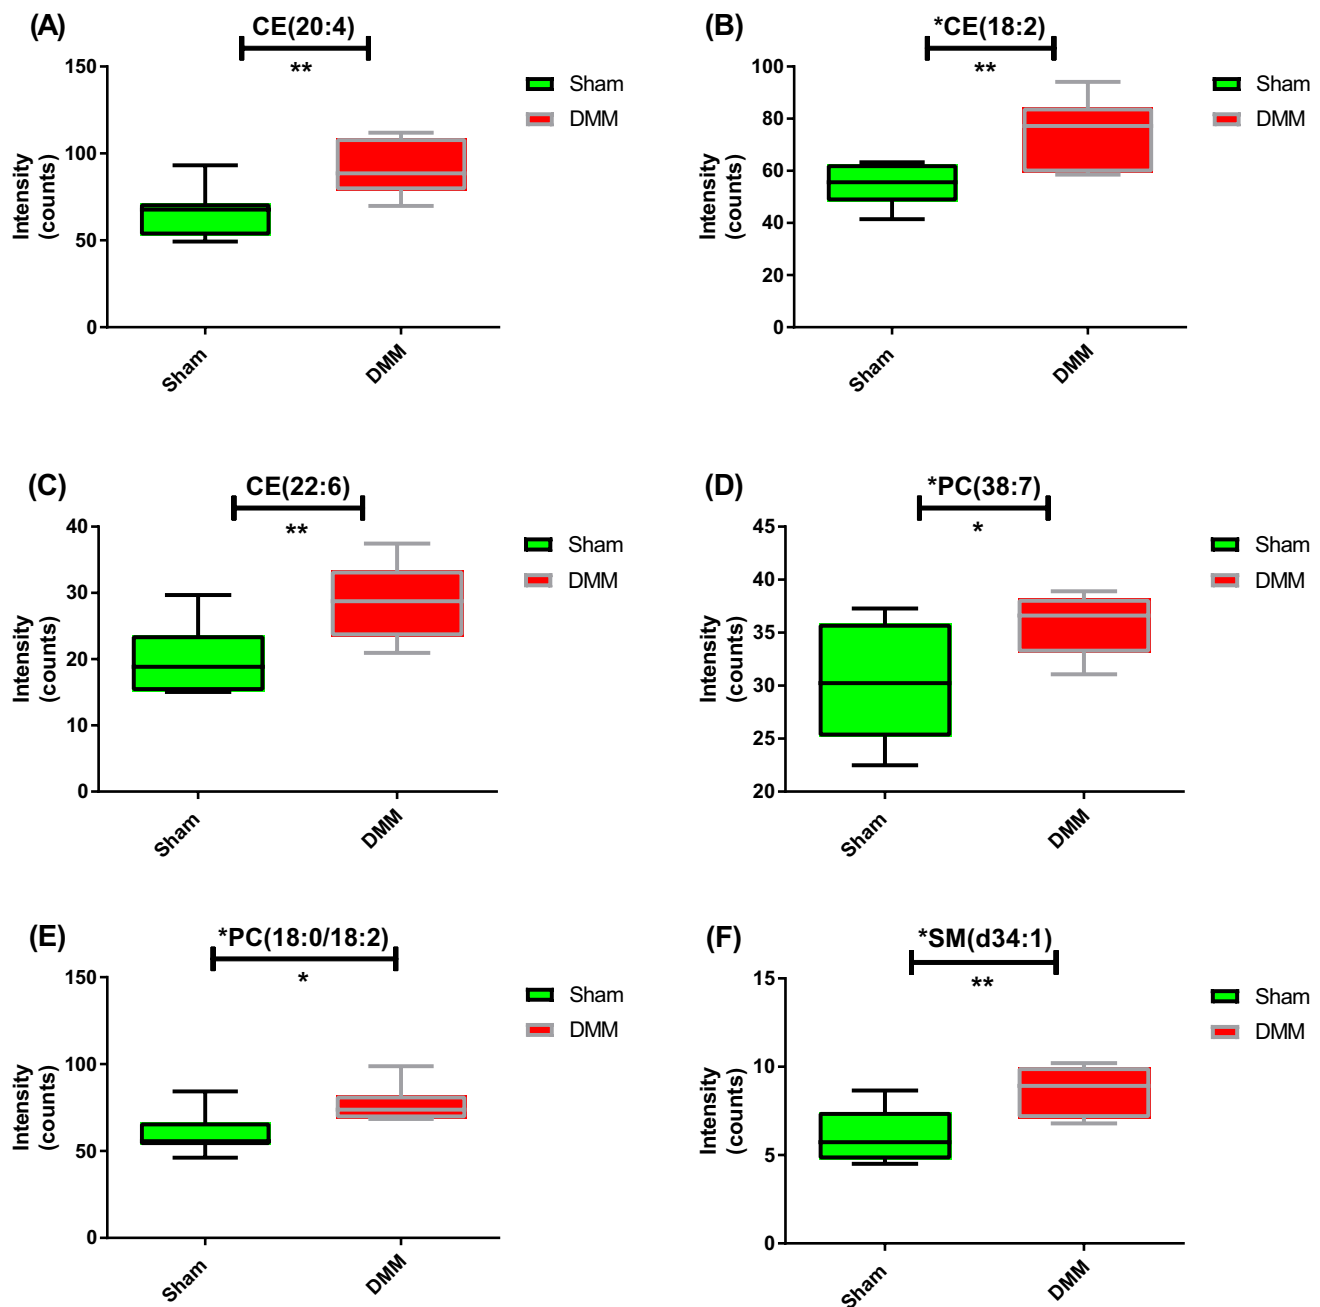 (A)
CE(20:4)
**
150
100
50
0
Intensity
(counts)
Sham
DMM
Sham
DMM
(B)
*CE(18:2)
**
100
80
60
40
20
0
Intensity
(counts)
Sham
DMM
Sham
DMM
(C)
CE(22:6)
**
40
30
20
10
0
Intensity
(counts)
Sham
DMM
Sham
DMM
(D)
*PC(38:7)
*
45
40
35
30
25
20
Intensity
(counts)
Sham
DMM
Sham
DMM
(E)
*PC(18:0/18:2)
*
150
100
50
0
Intensity
(counts)
Sham
DMM
Sham
DMM
(F)
*SM(d34:1)
**
15
10
5
0
Intensity
(counts)
Sham
DMM
Sham
DMM